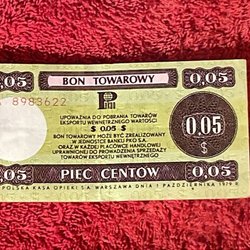 0,05 BON TOWAROWY 0,05
8983622
UPOWAŻNIA DO POBRANIA TOWARÓW
EKSPORTU WEWNĘTRZNEGO WARTOŚCI
$ 0,05 $
BON TOWAROWY MOŻE BYĆ ZREALIZOWANY
W JEDNOSTCE BANKU PKO S.A.
ORAZ W KAŻDEJ PLACÓWCE HANDLOWEJ
UPRAWNIONEJ DO PROWADZENIA SPRZEDAŻY
TOWARÓW EKSPORTU WEWNĘTRZNEGO
0,05
$
0,05 PIĘĆ CENTÓW 0,05
POLSKA KASA OPIEKI S.A. WARSZAWA DNIA 1 PAŹDZIERNIKA 1979 R.